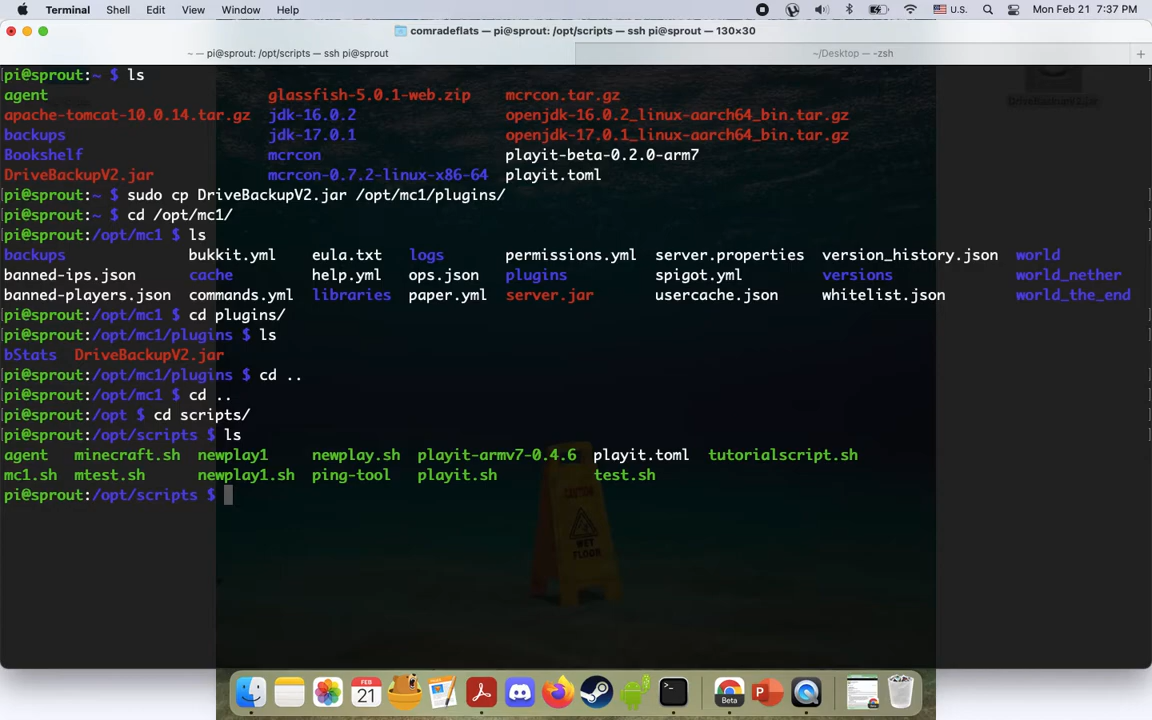 Terminal Shell Edit View Window Help U.S. Mon Feb 21 7:37 PM
comradeflats — pi@sprout: /opt/scripts — ssh pi@sprout — 130×30
~ — pi@sprout: /opt/scripts — ssh pi@sprout ~/Desktop — -zsh +
[pi@sprout:~ $ ls ]
agent glassfish-5.0.1-web.zip mcrcon.tar.gz
apache-tomcat-10.0.14.tar.gz jdk-16.0.2 openjdk-16.0.2_linux-aarch64_bin.tar.gz
backups jdk-17.0.1 openjdk-17.0.1_linux-aarch64_bin.tar.gz
Bookshelf mcrcon playit-beta-0.2.0-arm7
DriveBackupV2.jar mcrcon-0.7.2-linux-x86-64 playit.toml
[pi@sprout:~ $ sudo cp DriveBackupV2.jar /opt/mc1/plugins/ ]
[pi@sprout:~ $ cd /opt/mc1/ ]
[pi@sprout:/opt/mc1 $ ls ]
backups bukkit.yml eula.txt logs permissions.yml server.properties version_history.json world
banned-ips.json cache help.yml ops.json plugins spigot.yml versions world_nether
banned-players.json commands.yml libraries paper.yml server.jar usercache.json whitelist.json world_the_end
[pi@sprout:/opt/mc1 $ cd plugins/ ]
[pi@sprout:/opt/mc1/plugins $ ls ]
bStats DriveBackupV2.jar
[pi@sprout:/opt/mc1/plugins $ cd .. ]
[pi@sprout:/opt/mc1 $ cd .. ]
[pi@sprout:/opt $ cd scripts/ ]
[pi@sprout:/opt/scripts $ ls ]
agent minecraft.sh newplay1 newplay.sh playit-armv7-0.4.6 playit.toml tutorialscript.sh
mc1.sh mtest.sh newplay1.sh ping-tool playit.sh test.sh
pi@sprout:/opt/scripts $
CAUTION
WET
FLOOR
FEB
21
Beta